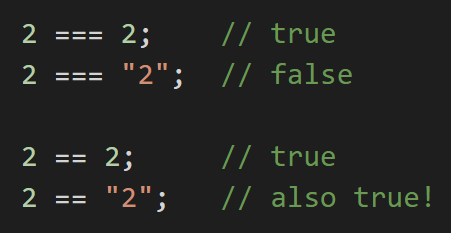 2 === 2;    // true
2 === "2";  // false

2 == 2;     // true
2 == "2";   // also true!